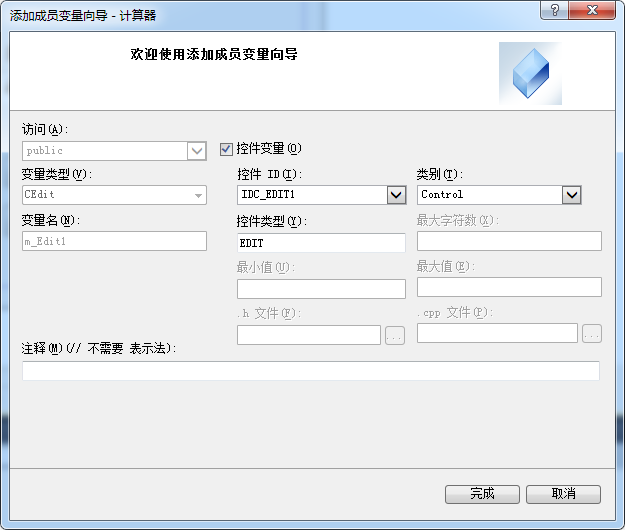 添加成员变量向导 - 计算器
欢迎使用添加成员变量向导
访问(A):
public
控件变量(O)
变量类型(V):
控件 ID(I):
类别(T):
CEdit
IDC_EDIT1
Control
变量名(N):
控件类型(Y):
最大字符数(X):
m_Edit1
EDIT
最小值(U):
最大值(E):
.h 文件(F):
.cpp 文件(P):
...
...
注释(M)(// 不需要 表示法):
完成
取消